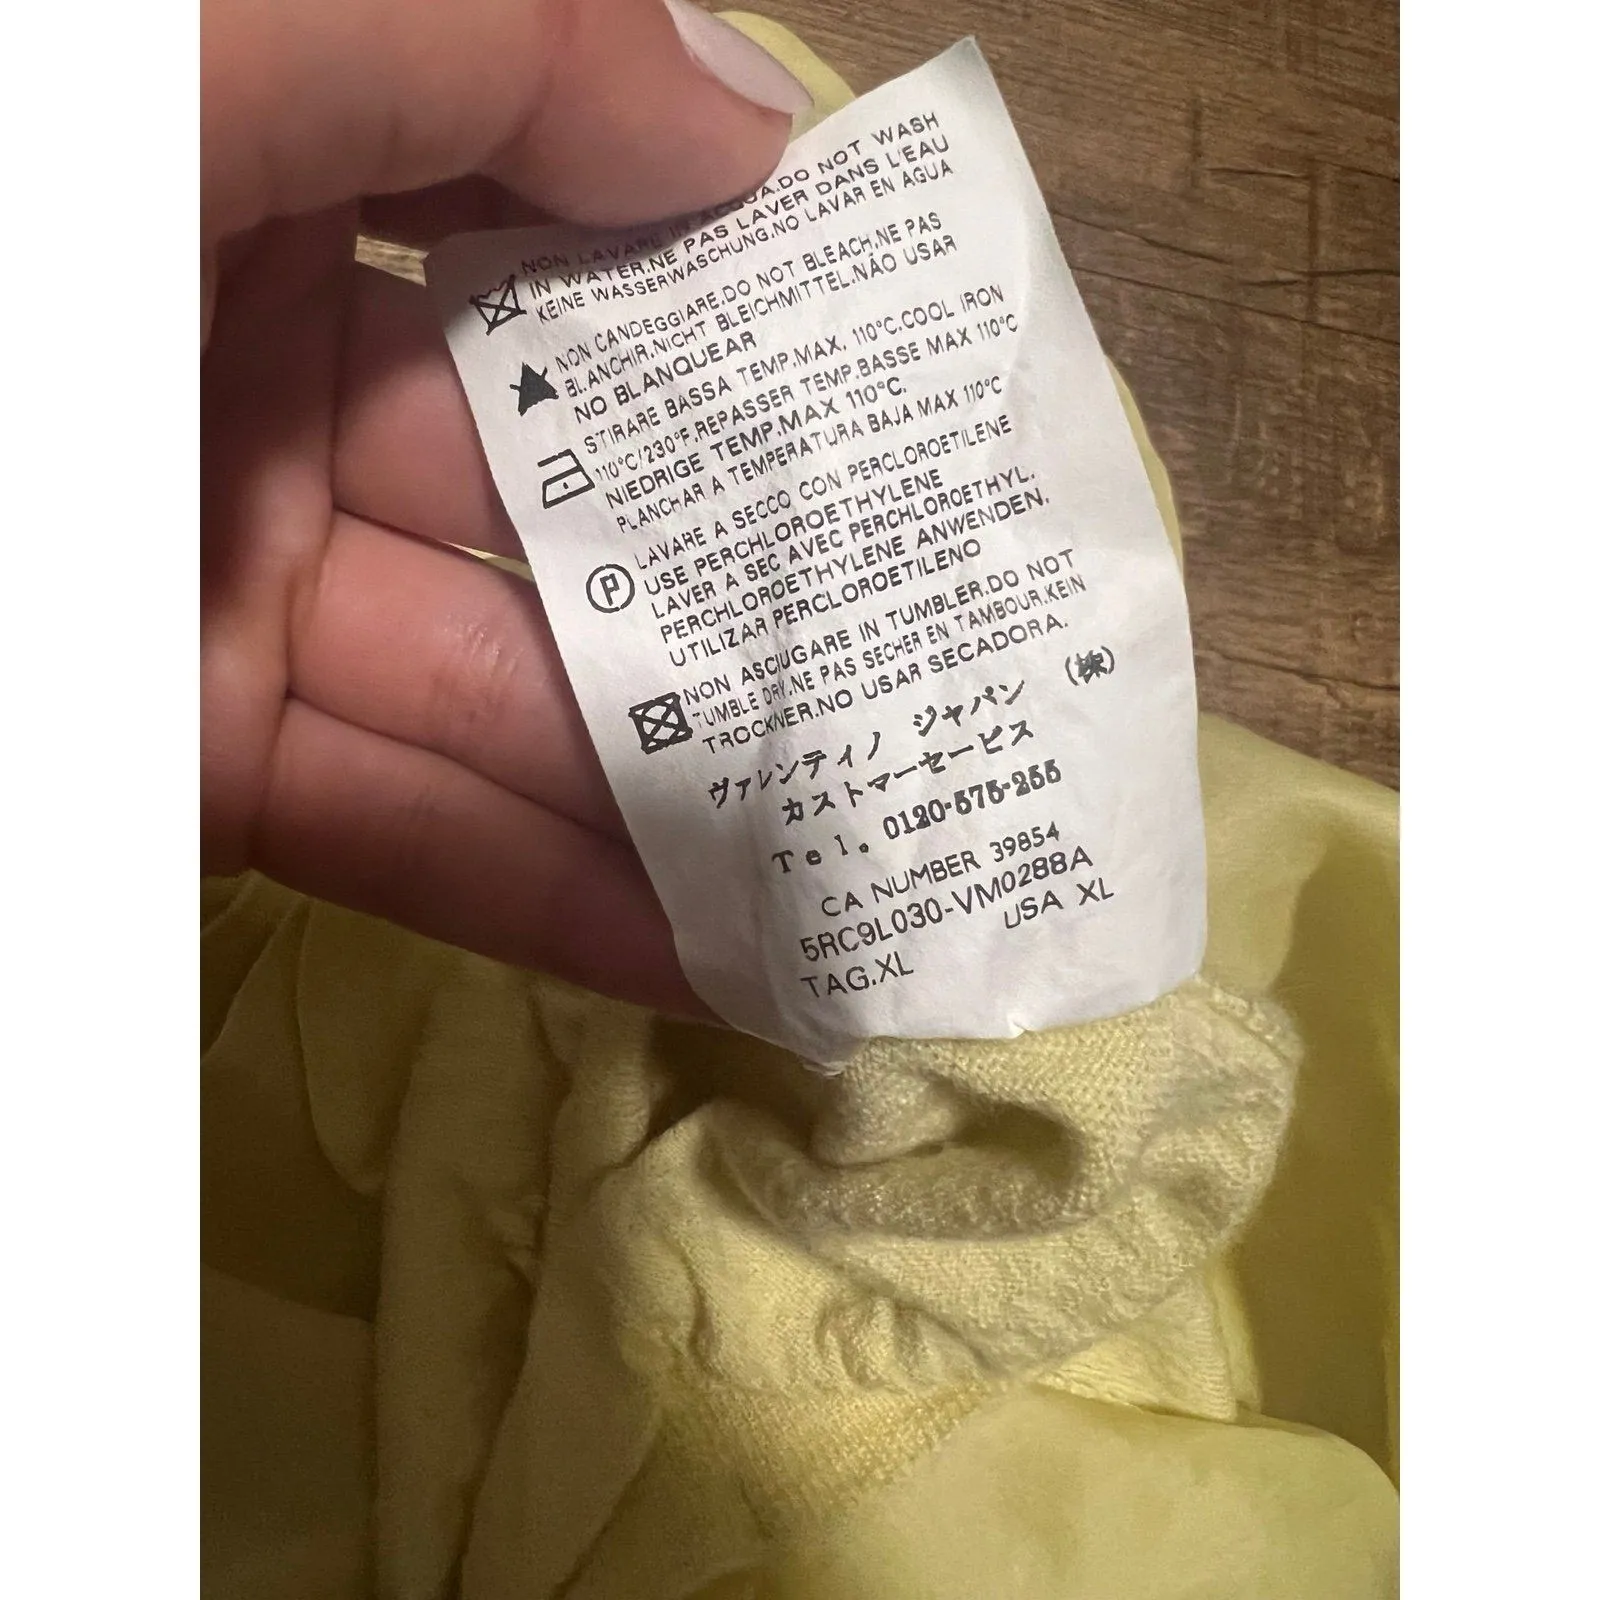 NON LAVARE IN ACQUA.DO NOT WASH
IN WATER.NE PAS LAVER DANS L'EAU
KEINE WASSERWASCHUNG.NO LAVAR EN AGUA
NON CANDEGGIARE.DO NOT BLEACH.NE PAS
BLANCHIR.NICHT BLEICHMITTEL.NÃO USAR
NO BLANQUEAR
STIRARE BASSA TEMP.MAX. 110°C.COOL IRON
110°C/230°F.REPASSER TEMP.BASSE MAX 110°C
NIEDRIGE TEMP.MAX 110°C.
PLANCHAR A TEMPERATURA BAJA MAX 110°C
LAVARE A SECCO CON PERCLOROETILENE
USE PERCHLOROETHYLENE
LAVER A SEC AVEC PERCHLOROETHYL.
PERCHLOROETHYLENE ANWENDEN.
UTILIZAR PERCLOROETILENO
P
NON ASCIUGARE IN TUMBLER.DO NOT
TUMBLE DRY.NE PAS SECHER EN TAMBOUR.KEIN
TROCKNER.NO USAR SECADORA.
ヴァレンティノ ジャパン (株)
カストマーセービス
Tel. 0120-575-255
CA NUMBER 39854
5RC9L030-VM0288A
USA XL
TAG.XL